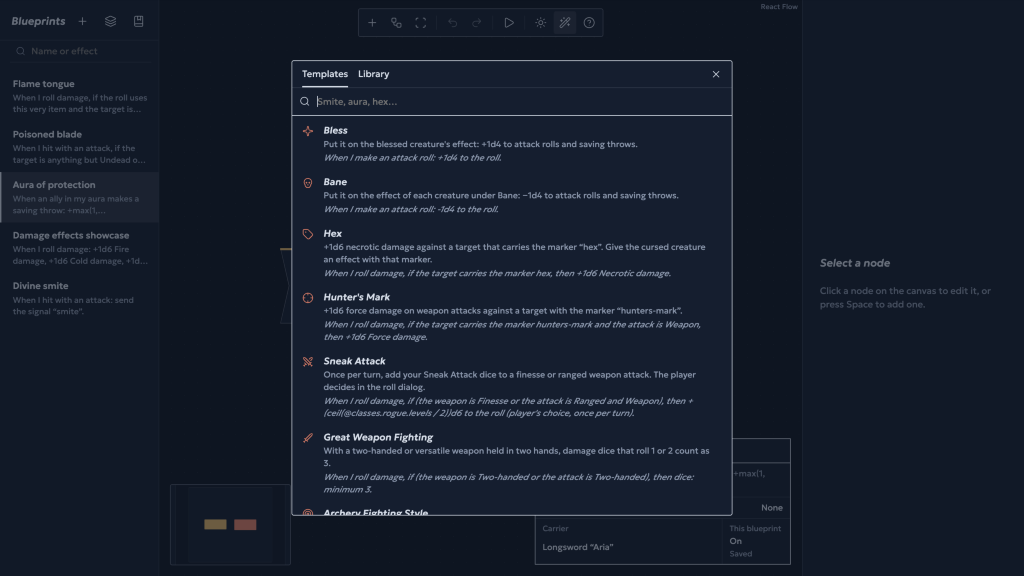 Blueprints
Name or effect
Flame tongue
When I roll damage, if the roll uses
this very item and the target is...
Poisoned blade
When I hit with an attack, if the
target is anything but Undead o...
Aura of protection
When an ally in my aura makes a
saving throw: +max(1,...
Damage effects showcase
When I roll damage: +1d6 Fire
damage, +1d6 Cold damage, +1d...
Divine smite
When I hit with an attack: send
the signal “smite”.
React Flow
Templates Library
Smite, aura, hex...
Bless
Put it on the blessed creature's effect: +1d4 to attack rolls and saving throws.
When I make an attack roll: +1d4 to the roll.
Bane
Put it on the effect of each creature under Bane: −1d4 to attack rolls and saving throws.
When I make an attack roll: -1d4 to the roll.
Hex
+1d6 necrotic damage against a target that carries the marker “hex”. Give the cursed creature
an effect with that marker.
When I roll damage, if the target carries the marker hex, then +1d6 Necrotic damage.
Hunter's Mark
+1d6 force damage on weapon attacks against a target with the marker “hunters-mark”.
When I roll damage, if the target carries the marker hunters-mark and the attack is Weapon,
then +1d6 Force damage.
Sneak Attack
Once per turn, add your Sneak Attack dice to a finesse or ranged weapon attack. The player
decides in the roll dialog.
When I roll damage, if (the weapon is Finesse or the attack is Ranged and Weapon), then +
(ceil(@classes.rogue.levels / 2))d6 to the roll (player's choice, once per turn).
Great Weapon Fighting
With a two-handed or versatile weapon held in two hands, damage dice that roll 1 or 2 count as
3.
When I roll damage, if (the weapon is Two-handed or the attack is Two-handed), then dice:
minimum 3.
Archery Fighting Style
+max(1,
None
Carrier
Longsword “Aria”
This blueprint
On
Saved
Select a node
Click a node on the canvas to edit it, or
press Space to add one.